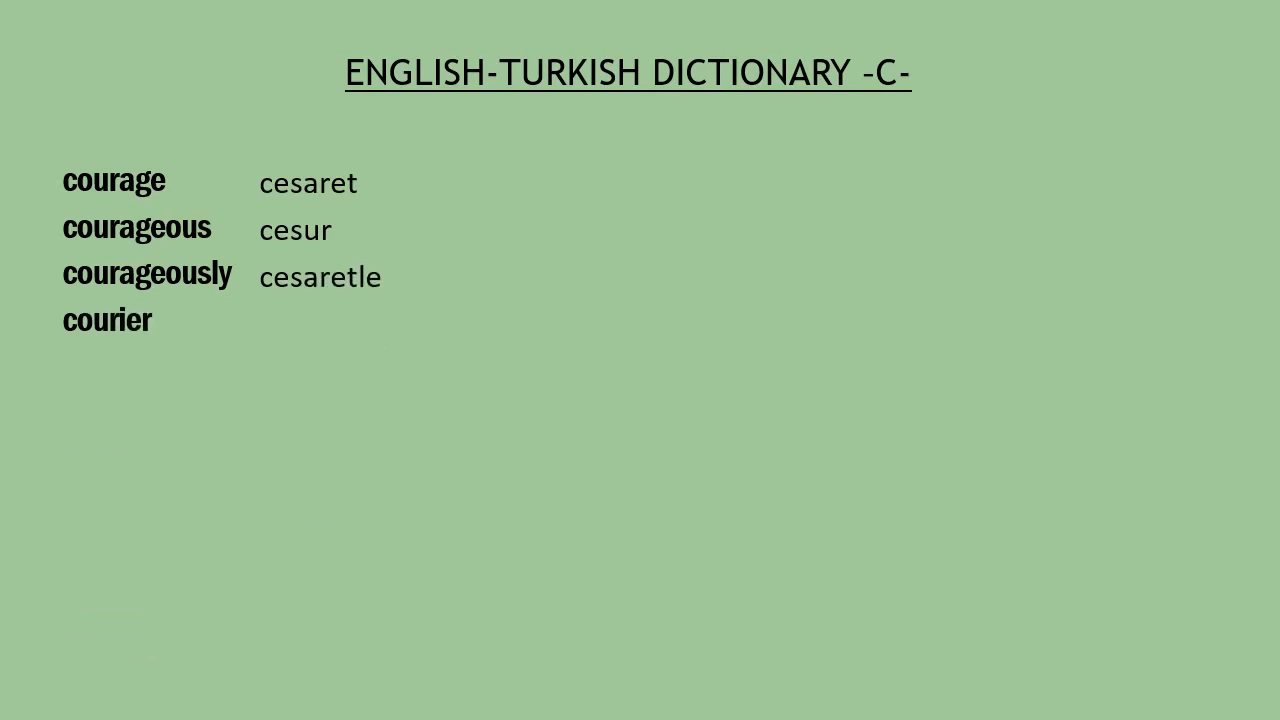 ENGLISH-TURKISH DICTIONARY –C-
courage cesaret
courageous cesur
courageously cesaretle
courier